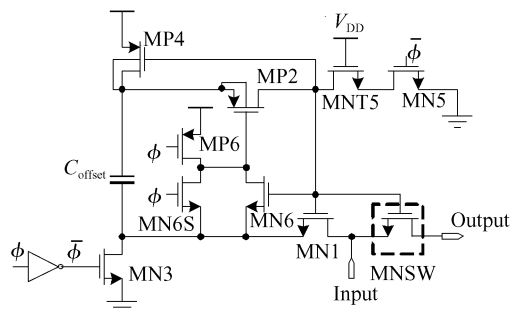 V_DD
MP4
φ̄
MP2
MNT5
MN5
MP6
φ
C_offset
φ
MN6S
MN6
Output
φ
φ̄
MN3
MN1
MNSW
Input